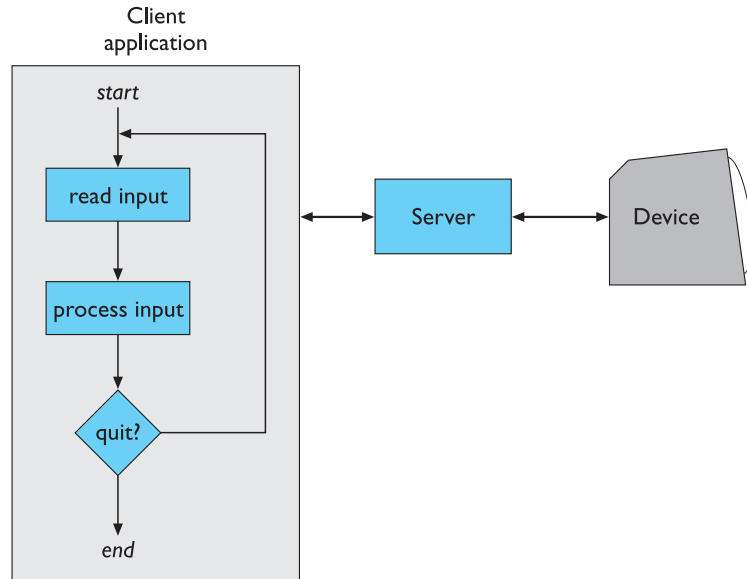 Client
application
start
read input
Server
Device
process input
quit?
end